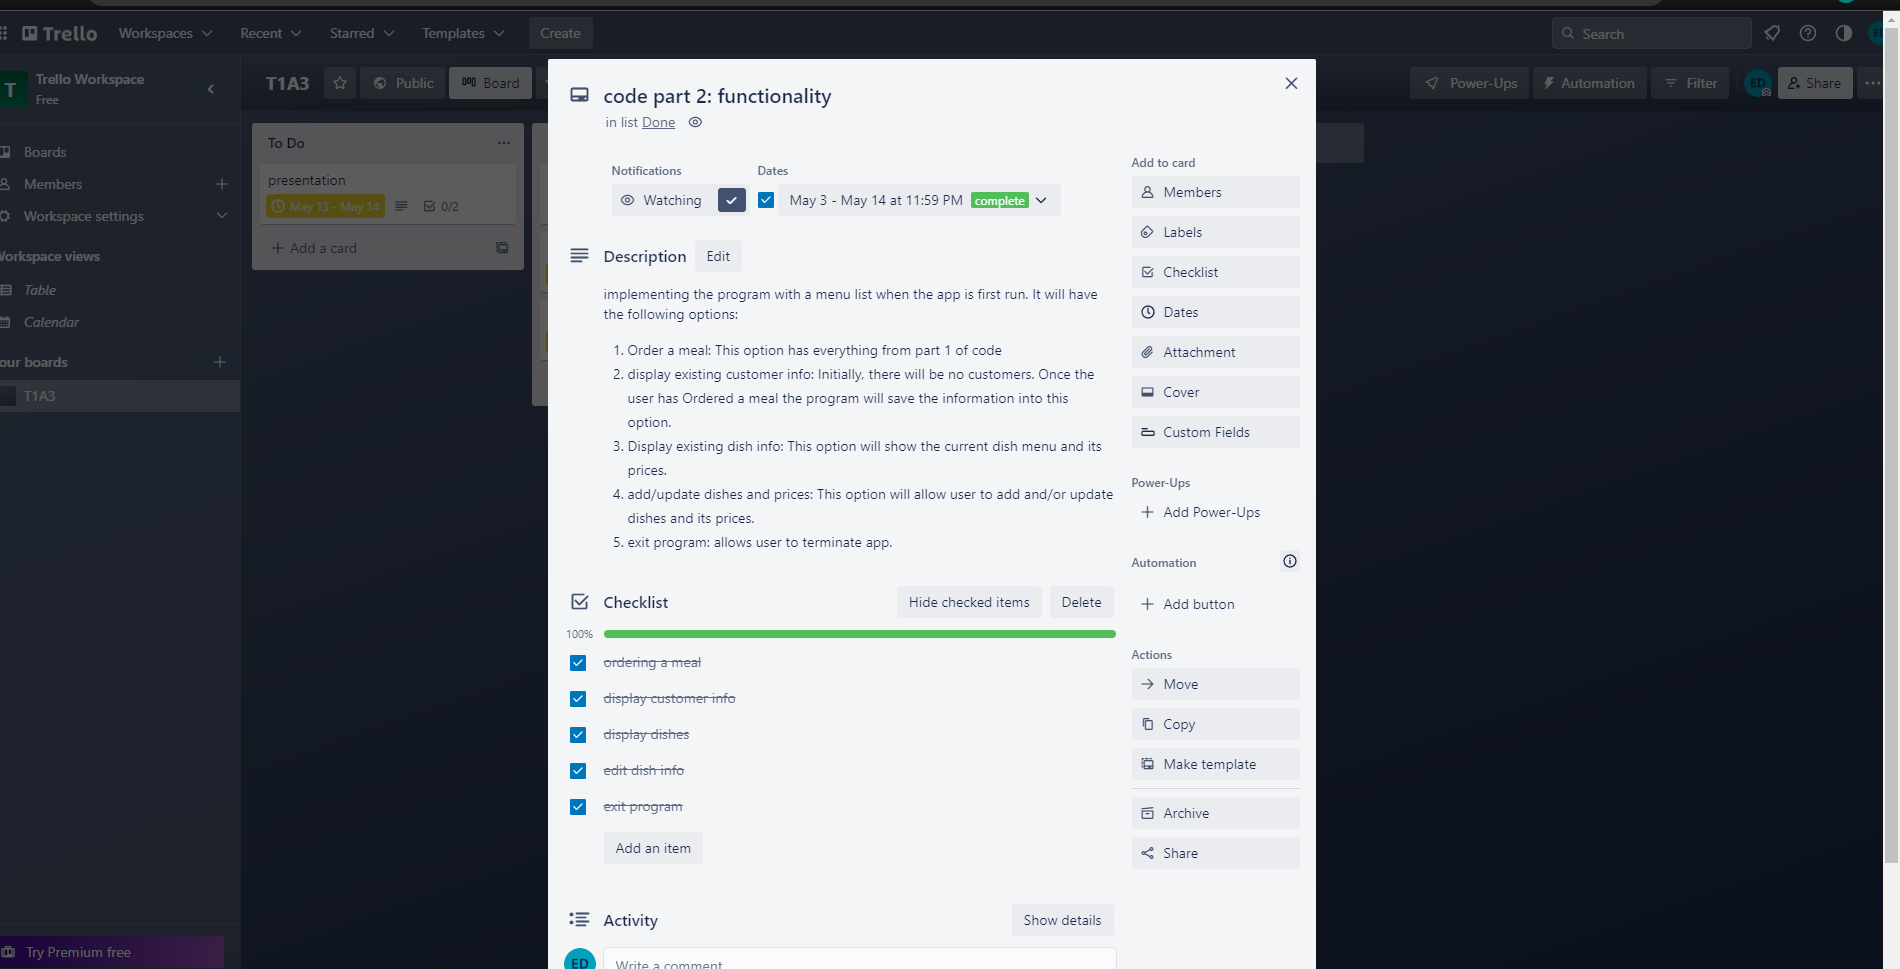 Trello
Workspaces
Recent
Starred
Templates
Create
Search
T
Trello Workspace
Free
Boards
Members
Workspace settings
Workspace views
Table
Calendar
our boards
T1A3
Try Premium free
T1A3
Public
Board
Power-Ups
Automation
Filter
ED
Share
To Do
presentation
May 13 - May 14
0/2
Add a card
code part 2: functionality
in list Done
Notifications
Dates
Watching
May 3 - May 14 at 11:59 PM complete
Description
Edit
implementing the program with a menu list when the app is first run. It will have
the following options:
1. Order a meal: This option has everything from part 1 of code
2. display existing customer info: Initially, there will be no customers. Once the
user has Ordered a meal the program will save the information into this
option.
3. Display existing dish info: This option will show the current dish menu and its
prices.
4. add/update dishes and prices: This option will allow user to add and/or update
dishes and its prices.
5. exit program: allows user to terminate app.
Checklist
Hide checked items
Delete
100%
ordering a meal
display customer info
display dishes
edit dish info
exit program
Add an item
Activity
Show details
ED
Write a comment
Add to card
Members
Labels
Checklist
Dates
Attachment
Cover
Custom Fields
Power-Ups
Add Power-Ups
Automation
Add button
Actions
Move
Copy
Make template
Archive
Share